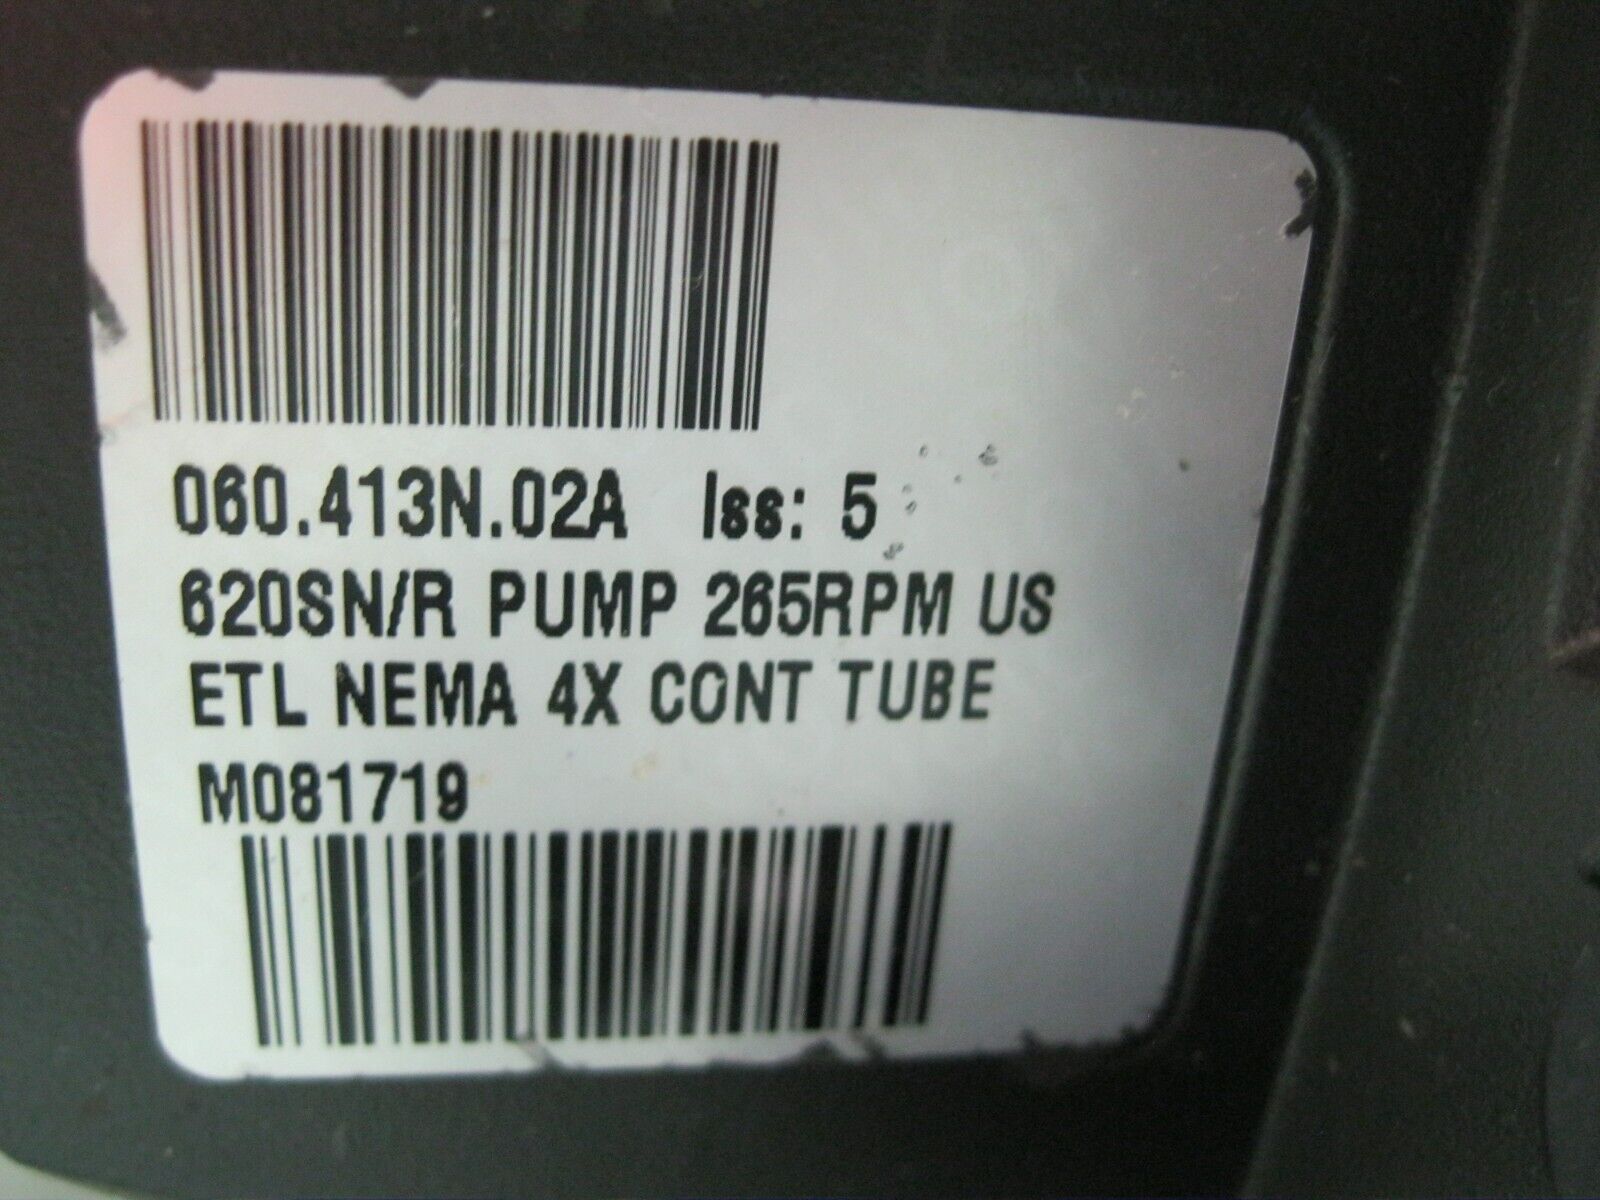 060.413N.02A Iss: 5
620SN/R PUMP 265RPM US
ETL NEMA 4X CONT TUBE
M081719